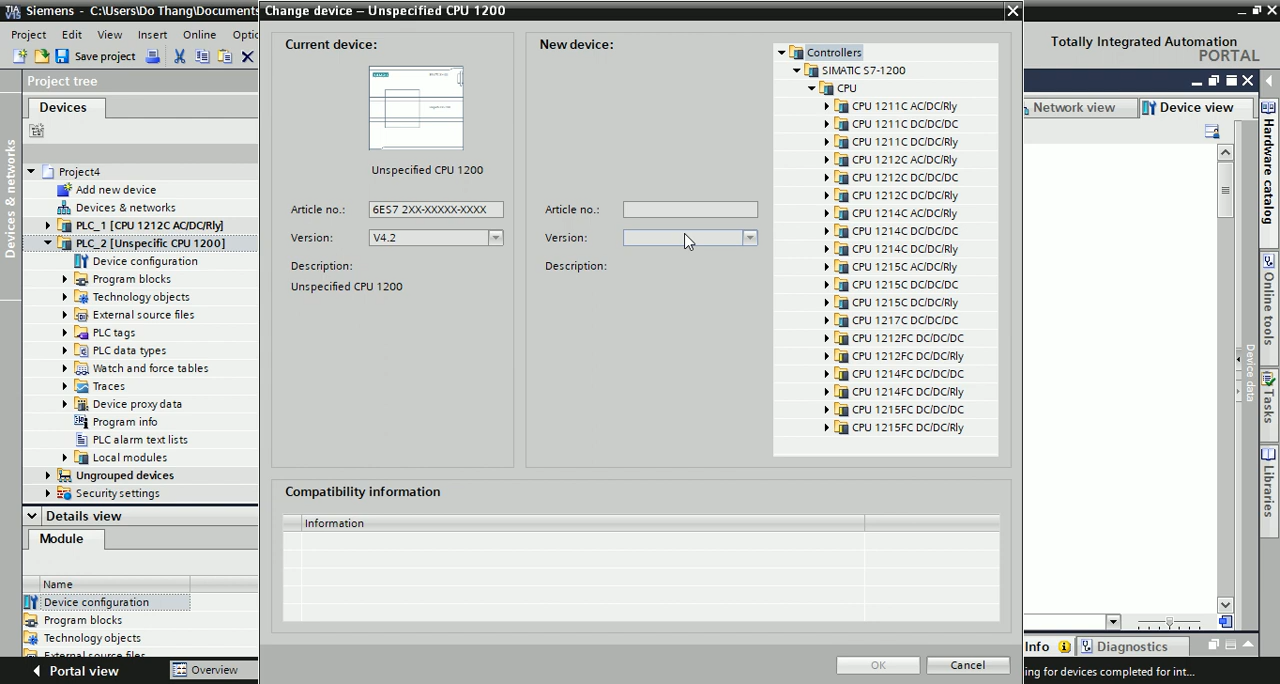 TIA V15 Siemens - C:\Users\Do Thang\Documents
Project Edit View Insert Online
Save project
Totally Integrated Automation
PORTAL
Project tree
Devices
Devices & networks
Project4
Add new device
Devices & networks
PLC_1 [CPU 1212C AC/DC/Rly]
PLC_2 [Unspecific CPU 1200]
Device configuration
Program blocks
Technology objects
External source files
PLC tags
PLC data types
Watch and force tables
Traces
Device proxy data
Program info
PLC alarm text lists
Local modules
Ungrouped devices
Security settings
Details view
Module
Name
Device configuration
Program blocks
Technology objects
External source files
Portal view
Overview
Change device – Unspecified CPU 1200
Current device:
Unspecified CPU 1200
Article no.: 6ES7 2XX-XXXXX-XXXX
Version: V4.2
Description:
Unspecified CPU 1200
New device:
Article no.:
Version:
Description:
Controllers
SIMATIC S7-1200
CPU
CPU 1211C AC/DC/Rly
CPU 1211C DC/DC/DC
CPU 1211C DC/DC/Rly
CPU 1212C AC/DC/Rly
CPU 1212C DC/DC/DC
CPU 1212C DC/DC/Rly
CPU 1214C AC/DC/Rly
CPU 1214C DC/DC/DC
CPU 1214C DC/DC/Rly
CPU 1215C AC/DC/Rly
CPU 1215C DC/DC/DC
CPU 1215C DC/DC/Rly
CPU 1217C DC/DC/DC
CPU 1212FC DC/DC/DC
CPU 1212FC DC/DC/Rly
CPU 1214FC DC/DC/DC
CPU 1214FC DC/DC/Rly
CPU 1215FC DC/DC/DC
CPU 1215FC DC/DC/Rly
Compatibility information
Information
OK
Cancel
Network view
Device view
Device data
Hardware catalog
Online tools
Tasks
Libraries
Info
Diagnostics
ing for devices completed for int...